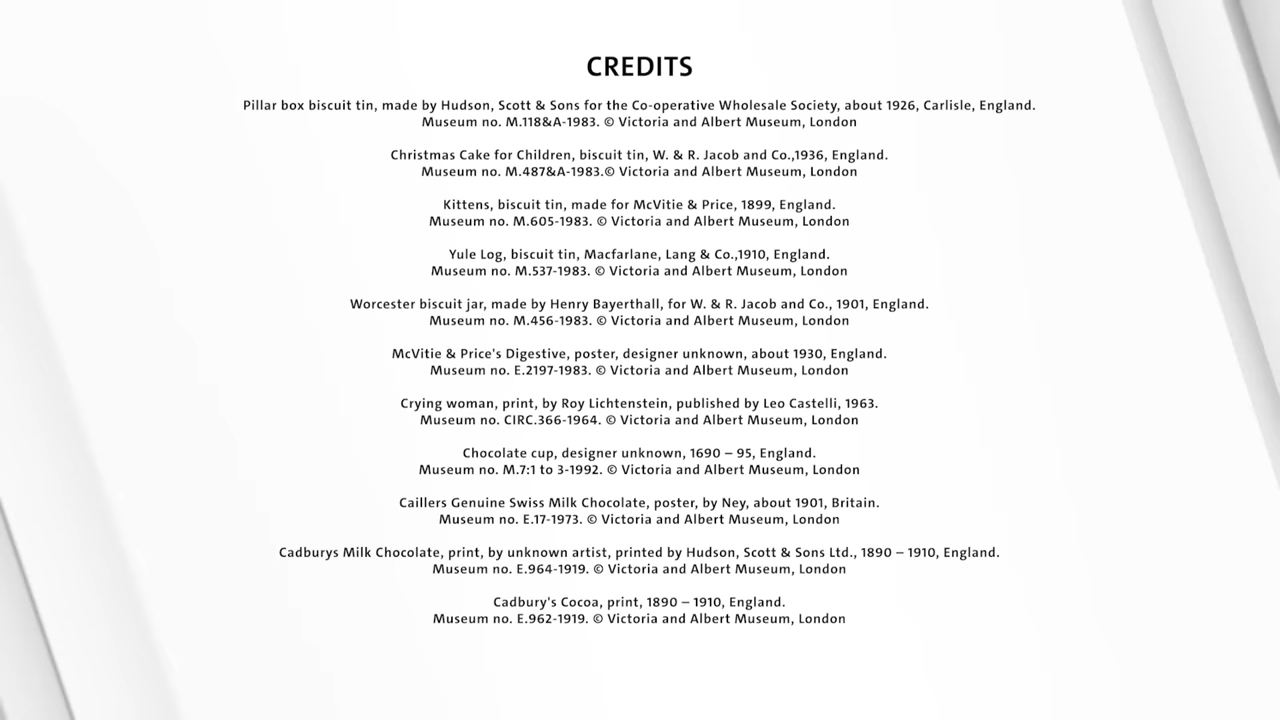 CREDITS
Pillar box biscuit tin, made by Hudson, Scott & Sons for the Co-operative Wholesale Society, about 1926, Carlisle, England.
Museum no. M.118&A-1983. © Victoria and Albert Museum, London
Christmas Cake for Children, biscuit tin, W. & R. Jacob and Co.,1936, England.
Museum no. M.487&A-1983.© Victoria and Albert Museum, London
Kittens, biscuit tin, made for McVitie & Price, 1899, England.
Museum no. M.605-1983. © Victoria and Albert Museum, London
Yule Log, biscuit tin, Macfarlane, Lang & Co.,1910, England.
Museum no. M.537-1983. © Victoria and Albert Museum, London
Worcester biscuit jar, made by Henry Bayerthall, for W. & R. Jacob and Co., 1901, England.
Museum no. M.456-1983. © Victoria and Albert Museum, London
McVitie & Price's Digestive, poster, designer unknown, about 1930, England.
Museum no. E.2197-1983. © Victoria and Albert Museum, London
Crying woman, print, by Roy Lichtenstein, published by Leo Castelli, 1963.
Museum no. CIRC.366-1964. © Victoria and Albert Museum, London
Chocolate cup, designer unknown, 1690 – 95, England.
Museum no. M.7:1 to 3-1992. © Victoria and Albert Museum, London
Caillers Genuine Swiss Milk Chocolate, poster, by Ney, about 1901, Britain.
Museum no. E.17-1973. © Victoria and Albert Museum, London
Cadburys Milk Chocolate, print, by unknown artist, printed by Hudson, Scott & Sons Ltd., 1890 – 1910, England.
Museum no. E.964-1919. © Victoria and Albert Museum, London
Cadbury's Cocoa, print, 1890 – 1910, England.
Museum no. E.962-1919. © Victoria and Albert Museum, London